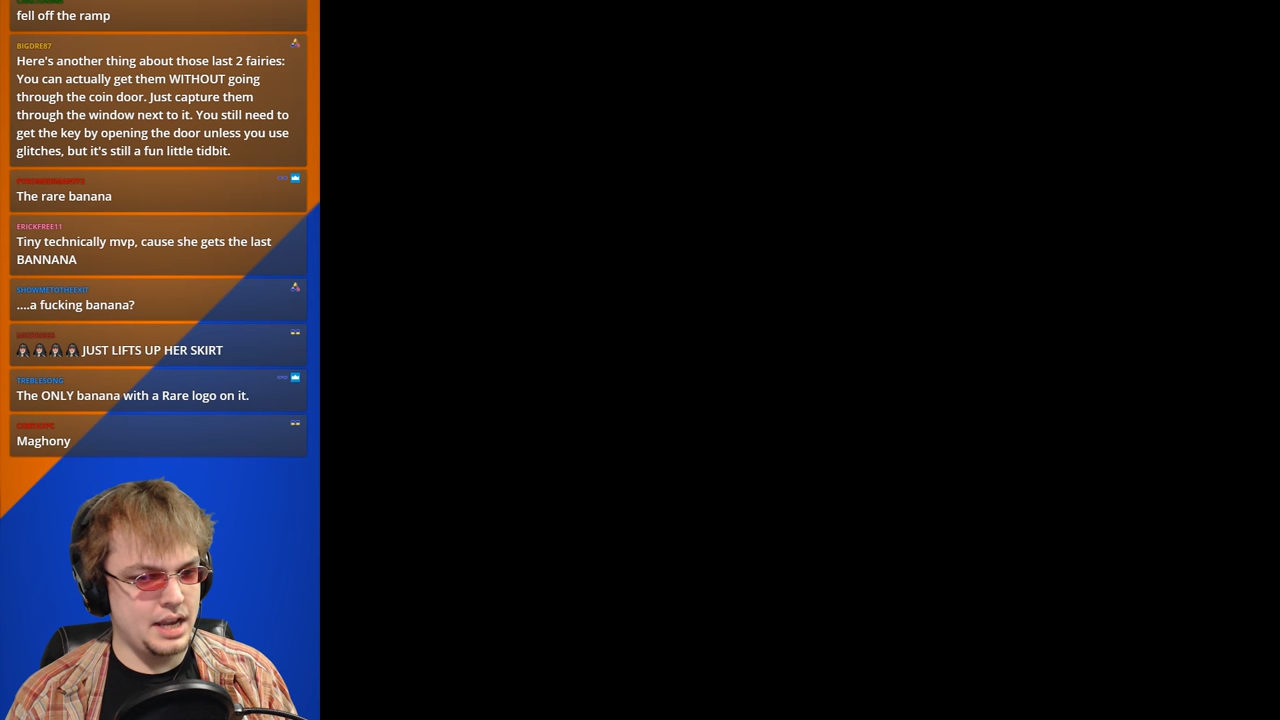 fell off the ramp
BIGDRE87
Here's another thing about those last 2 fairies:
You can actually get them WITHOUT going
through the coin door. Just capture them
through the window next to it. You still need to
get the key by opening the door unless you use
glitches, but it's still a fun little tidbit.
The rare banana
ERICKFREE11
Tiny technically mvp, cause she gets the last
BANNANA
SHOWMETOTHEEXIT
....a fucking banana?
JUST LIFTS UP HER SKIRT
TREBLESONG
The ONLY banana with a Rare logo on it.
Maghony